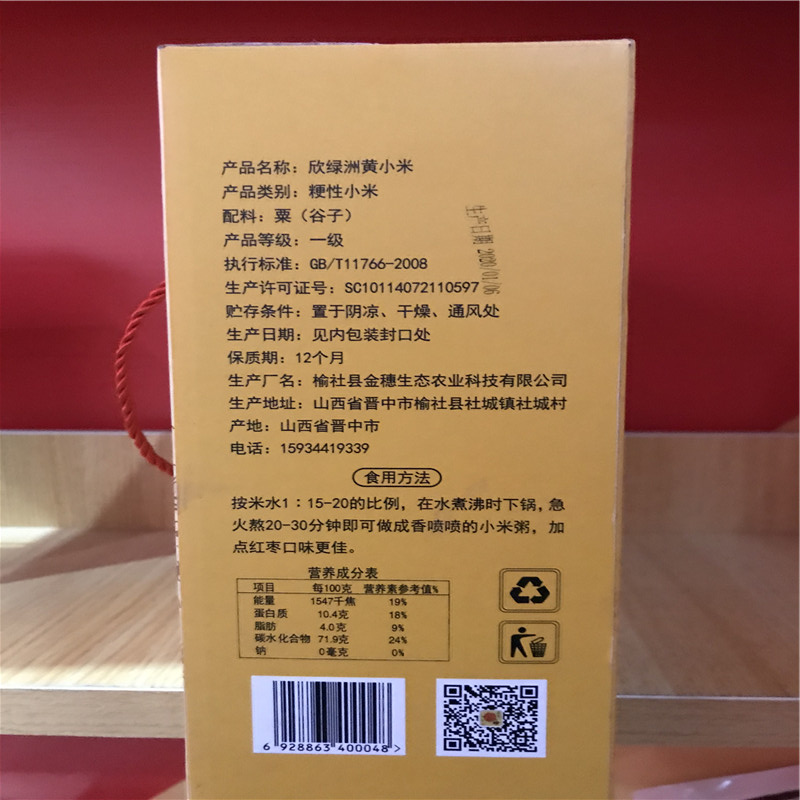 产品名称：欣绿洲黄小米
产品类别：粳性小米
配料：粟（谷子）
产品等级：一级
执行标准：GB/T11766-2008
生产许可证号：SC10114072110597
贮存条件：置于阴凉、干燥、通风处
生产日期：见内包装封口处
保质期：12个月
生产厂名：榆社县金穗生态农业科技有限公司
生产地址：山西省晋中市榆社县社城镇社城村
产地：山西省晋中市
电话：15934419339
生产日期 2020/01/06
食用方法
按米水1：15-20的比例，在水煮沸时下锅，急
火熬20-30分钟即可做成香喷喷的小米粥，加
点红枣口味更佳。
营养成分表
项目 每100克 营养素参考值%
能量 1547千焦 19%
蛋白质 10.4克 18%
脂肪 4.0克 9%
碳水化合物 71.9克 24%
钠 0毫克 0%
6 928863 400048 >